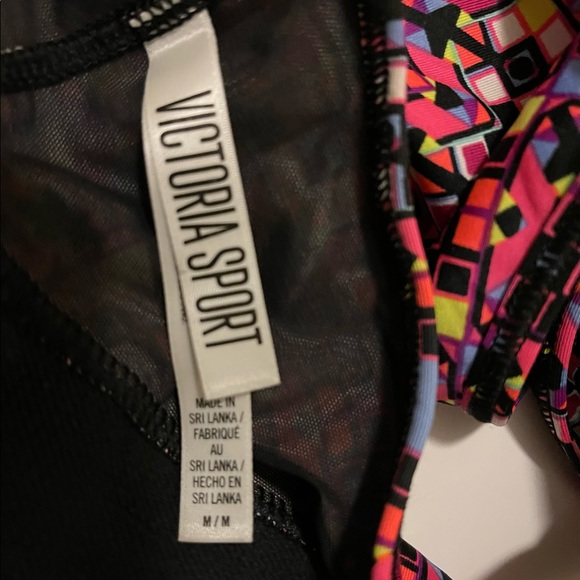 VICTORIA SPORT
MADE IN
SRI LANKA /
FABRIQUÉ
AU
SRI LANKA /
HECHO EN
SRI LANKA
M / M